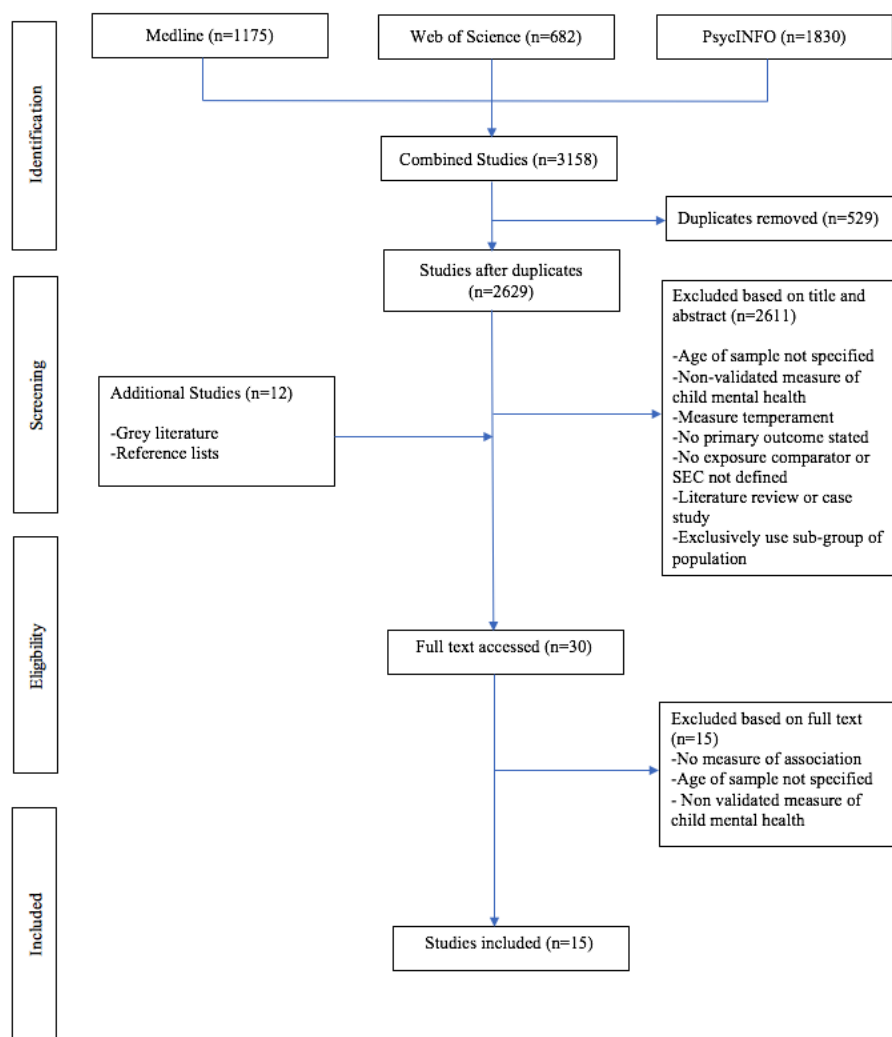 Medline (n=1175)
Web of Science (n=682)
PsycINFO (n=1830)
Identification
Combined Studies (n=3158)
Duplicates removed (n=529)
Studies after duplicates
(n=2629)
Screening
Excluded based on title and
abstract (n=2611)
-Age of sample not specified
-Non-validated measure of
child mental health
-Measure temperament
-No primary outcome stated
-No exposure comparator or
SEC not defined
-Literature review or case
study
-Exclusively use sub-group of
population
Additional Studies (n=12)
-Grey literature
-Reference lists
Eligibility
Full text accessed (n=30)
Excluded based on full text
(n=15)
-No measure of association
-Age of sample not specified
- Non validated measure of
child mental health
Included
Studies included (n=15)